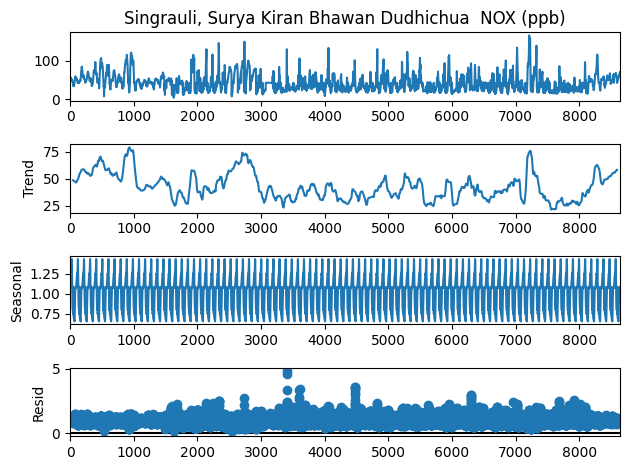 Singrauli, Surya Kiran Bhawan Dudhichua  NOX (ppb)
100
0
0 1000 2000 3000 4000 5000 6000 7000 8000
75
Trend 50
25
0 1000 2000 3000 4000 5000 6000 7000 8000
1.25
Seasonal 1.00
0.75
0 1000 2000 3000 4000 5000 6000 7000 8000
5
Resid
0
0 1000 2000 3000 4000 5000 6000 7000 8000